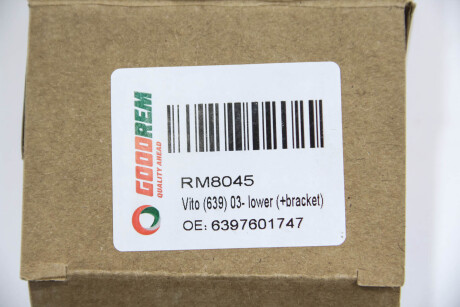 GOODREM
QUALITY AHEAD
RM8045
Vito (639) 03- lower (+bracket)
OE: 6397601747